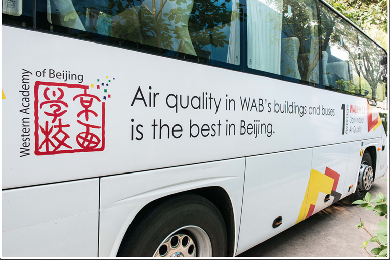 Western Academy
of Beijing
京西
学校
Air quality in WAB's buildings and buses
is the best in Beijing.
1